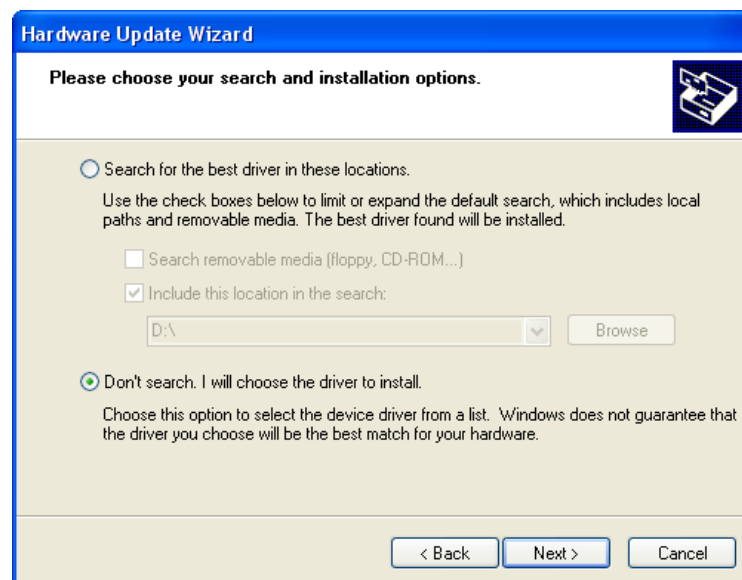 Hardware Update Wizard
Please choose your search and installation options.
Search for the best driver in these locations.
Use the check boxes below to limit or expand the default search, which includes local
paths and removable media. The best driver found will be installed.
Search removable media (floppy, CD-ROM...)
Include this location in the search:
D:\
Browse
Don't search. I will choose the driver to install.
Choose this option to select the device driver from a list.  Windows does not guarantee that
the driver you choose will be the best match for your hardware.
< Back Next > Cancel